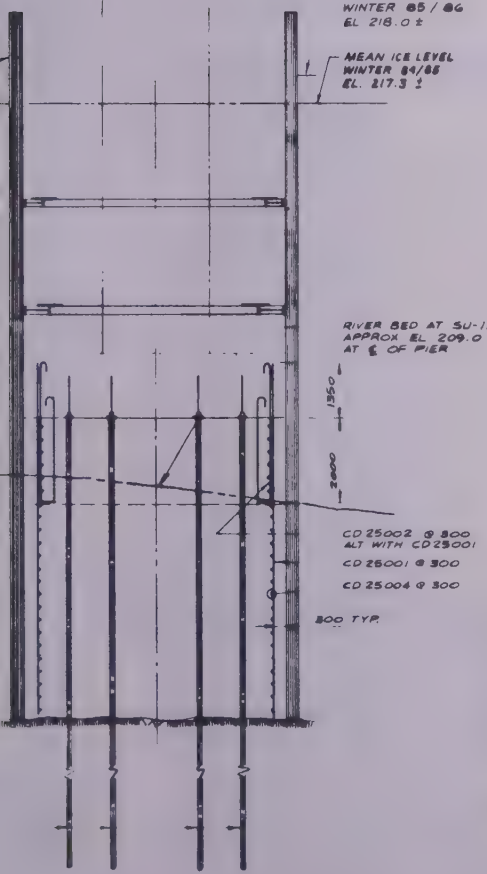 WINTER 85/86
EL 218.0 ±
MEAN ICE LEVEL
WINTER 84/85
EL. 217.3 ±
RIVER BED AT SU-1
APPROX EL 209.0
AT ℄ OF PIER
1350
2600
CD 25002 @ 300
ALT WITH CD 25001
CD 25001 @ 300
CD 25004 @ 300
300 TYP.